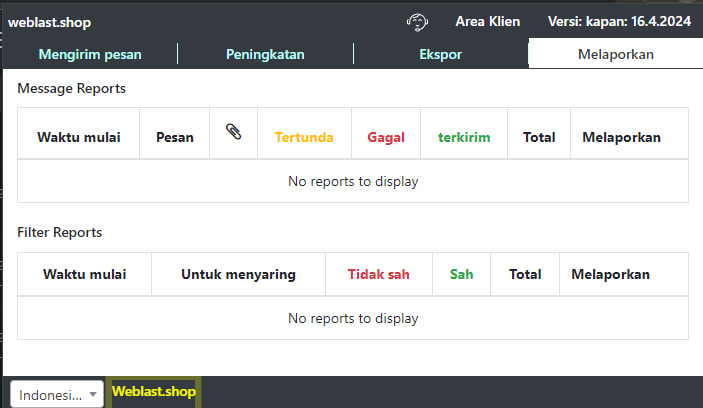 weblast.shop Area Klien Versi: kapan: 16.4.2024
Mengirim pesan Peningkatan Ekspor Melaporkan
Message Reports
Waktu mulai Pesan Tertunda Gagal terkirim Total Melaporkan
No reports to display
Filter Reports
Waktu mulai Untuk menyaring Tidak sah Sah Total Melaporkan
No reports to display
Indonesi... Weblast.shop